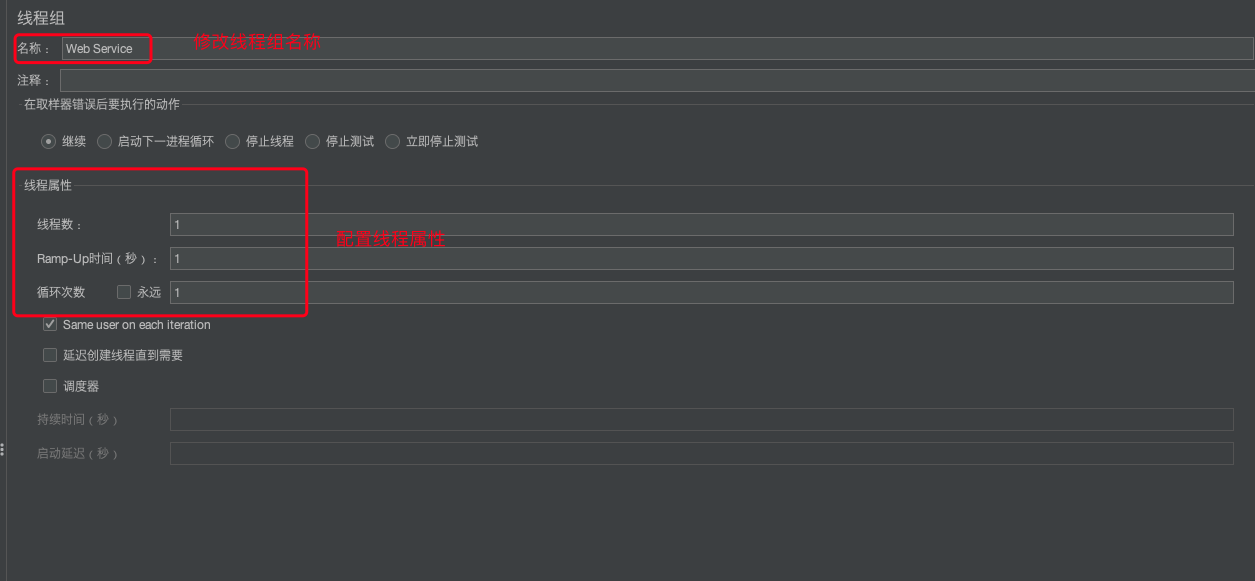 线程组
名称： Web Service 修改线程组名称
注释：
在取样器错误后要执行的动作
继续 启动下一进程循环 停止线程 停止测试 立即停止测试
线程属性
线程数： 1
配置线程属性
Ramp-Up时间（秒）： 1
循环次数 永远 1
Same user on each iteration
延迟创建线程直到需要
调度器
持续时间（秒）
启动延迟（秒）